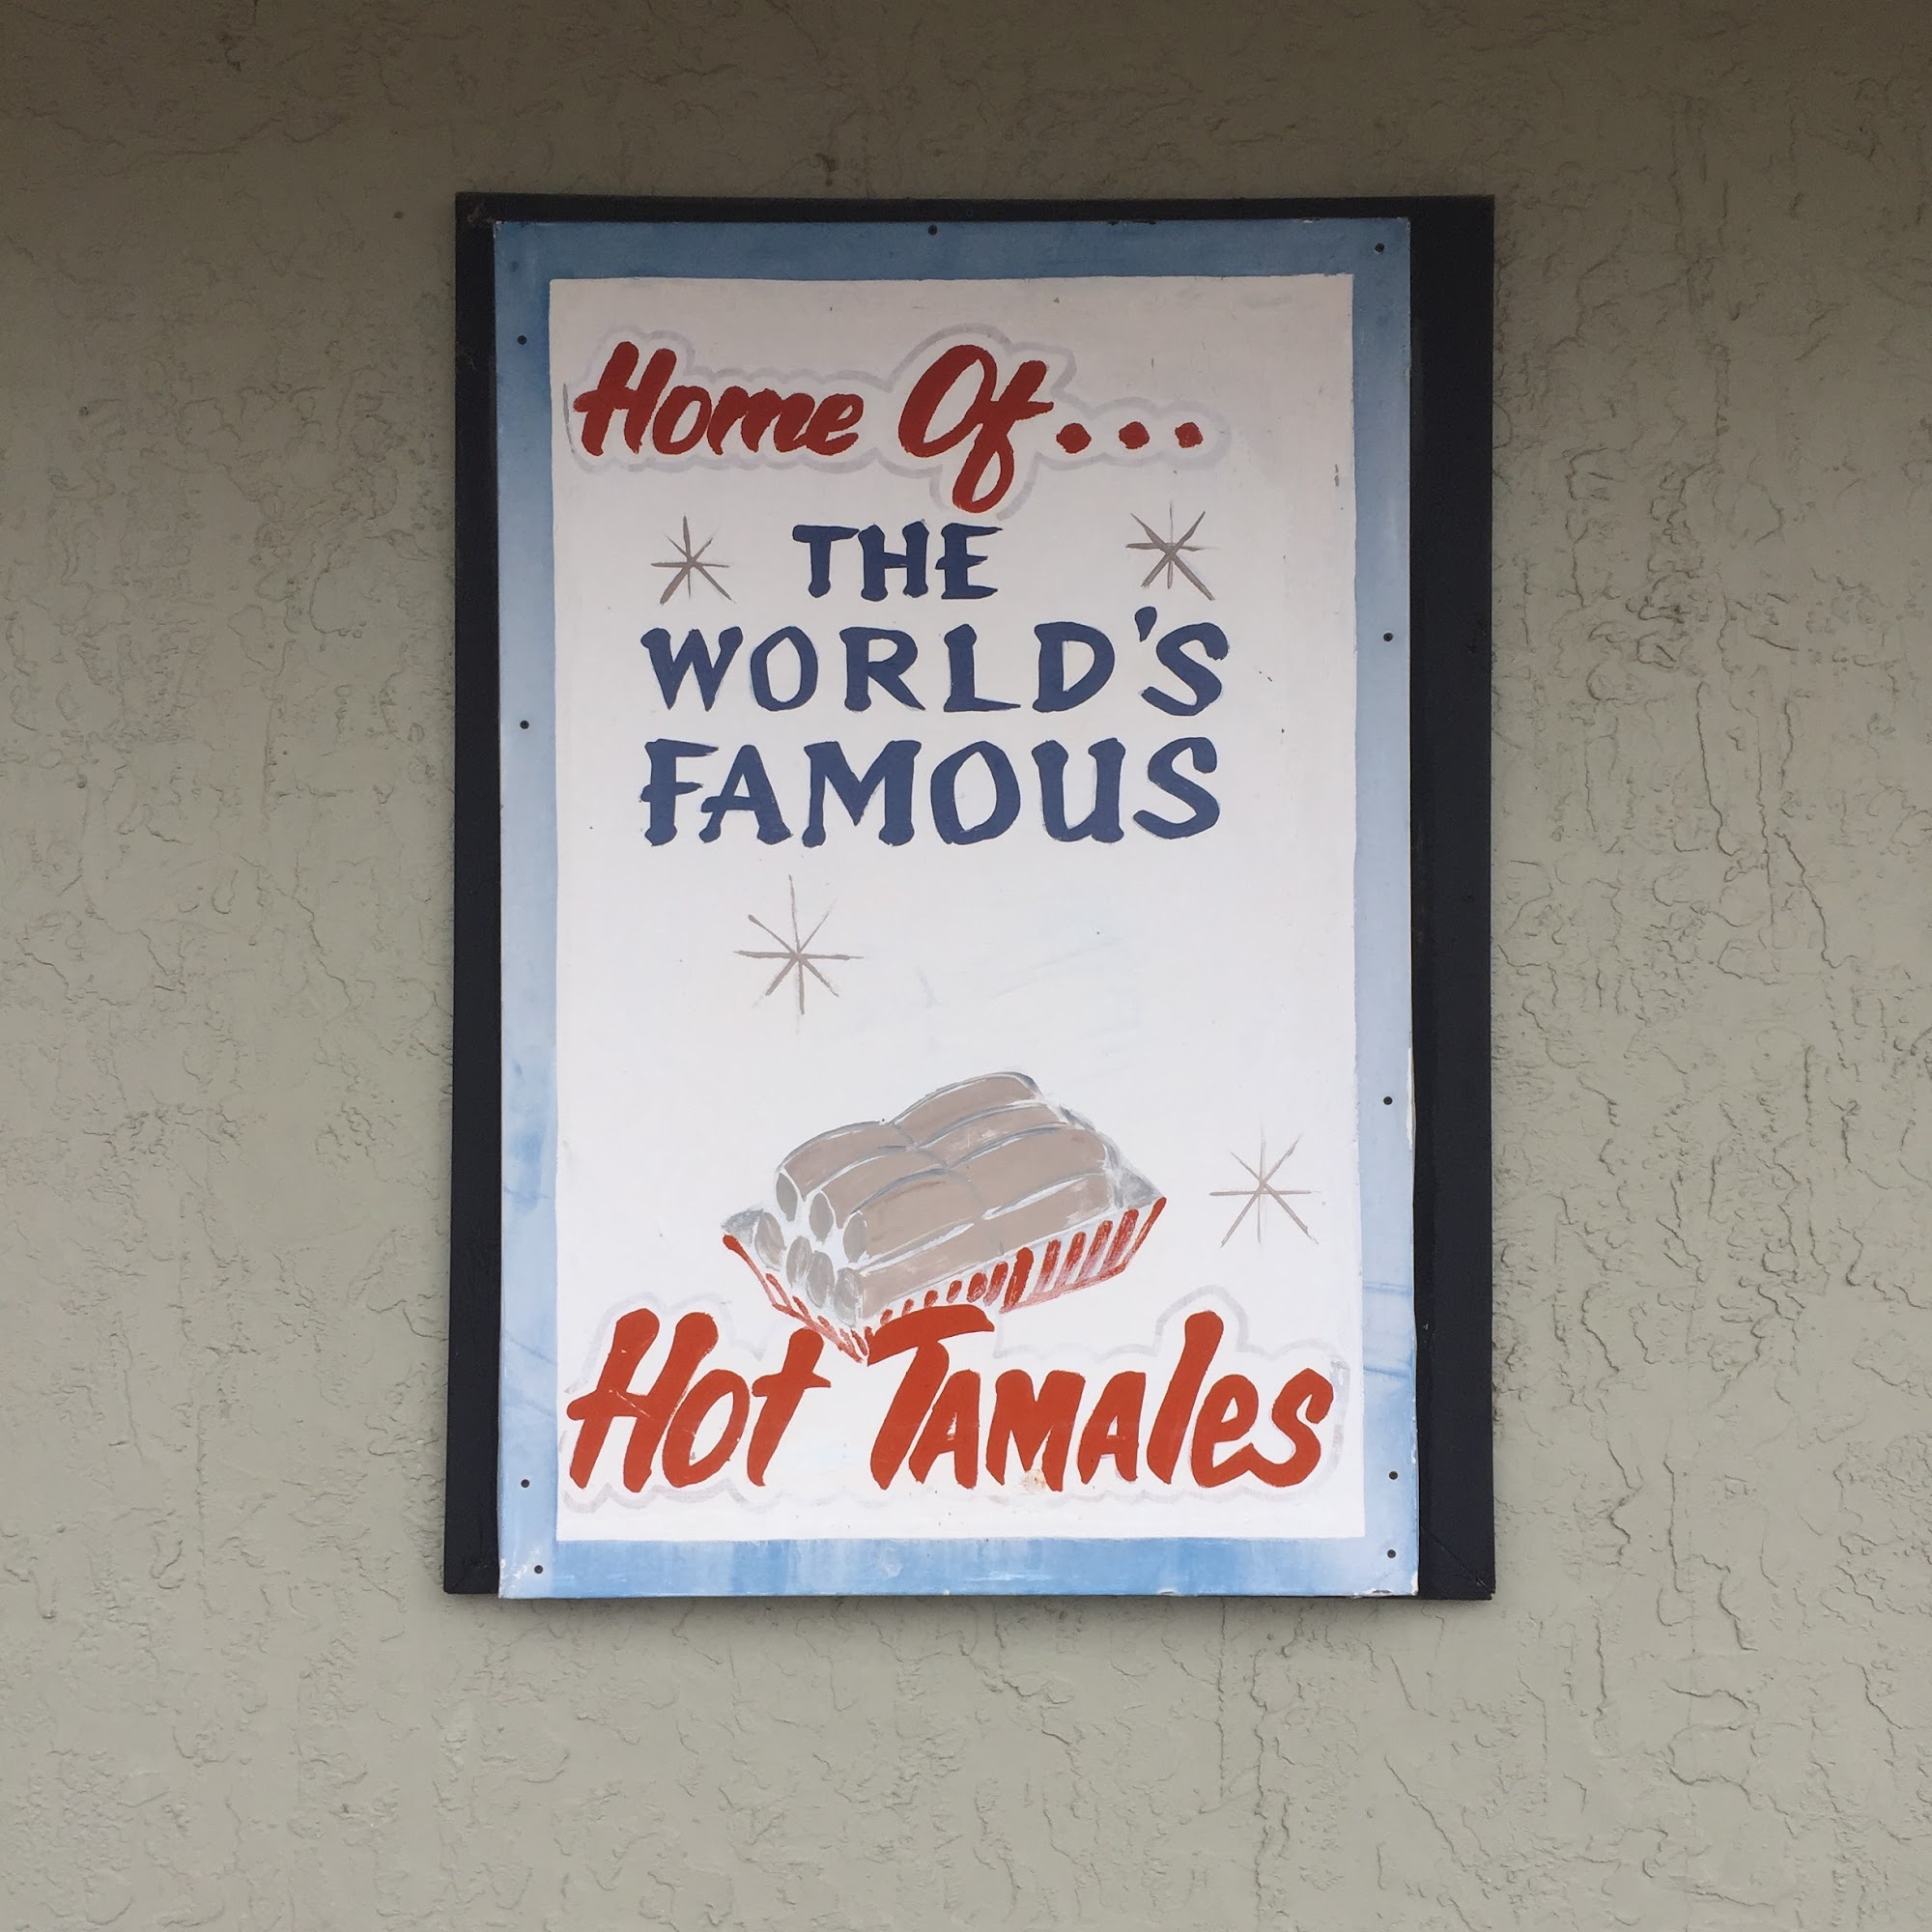 Home Of...
THE
WORLD'S
FAMOUS
Hot TAMAles